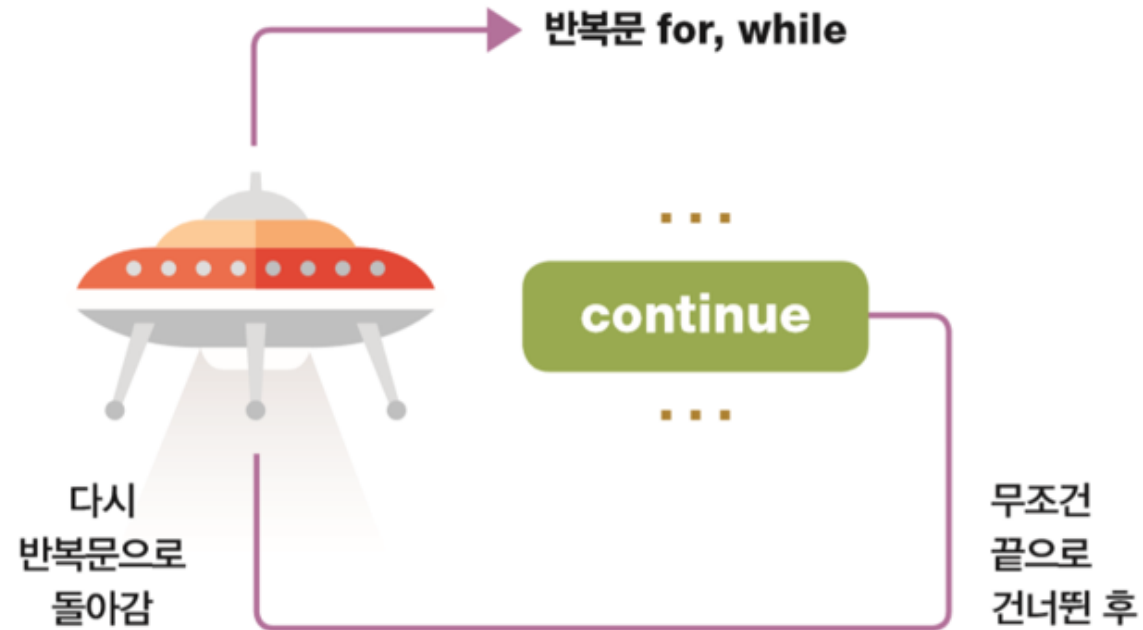 반복문 for, while
...
continue
...
다시
반복문으로
돌아감
무조건
끝으로
건너뛴 후